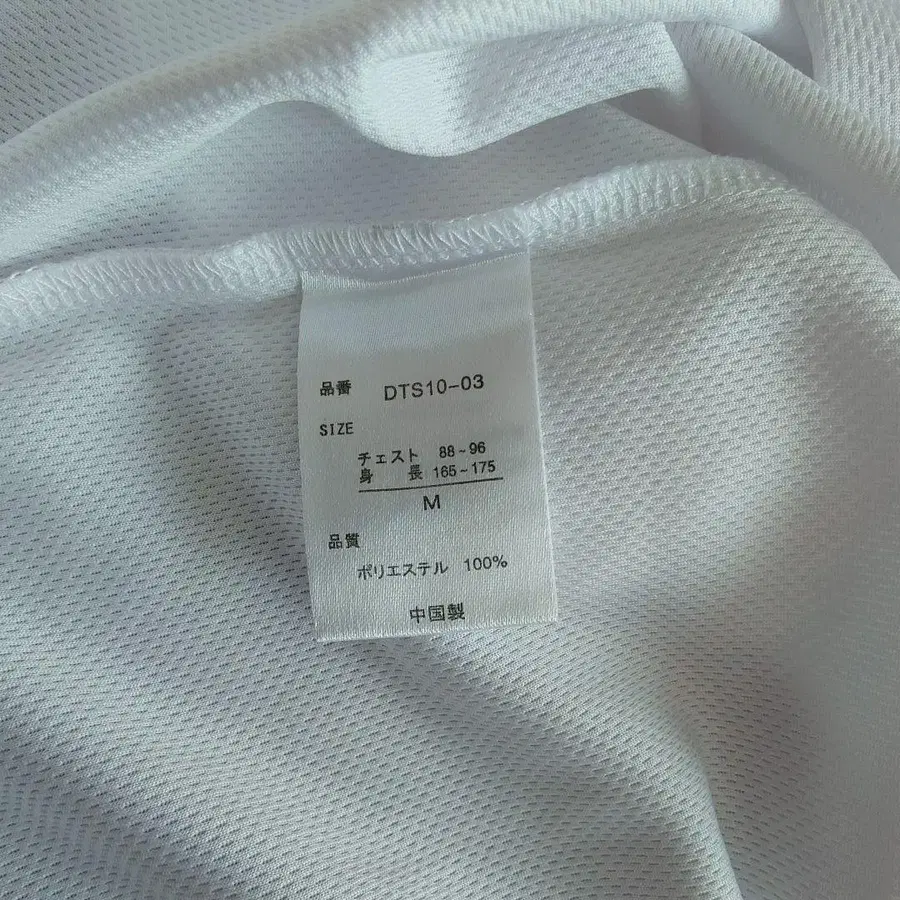 品番 DTS10-03
SIZE
チェスト 88~96
身 長 165~175
M
品質
ポリエステル 100%
中国製